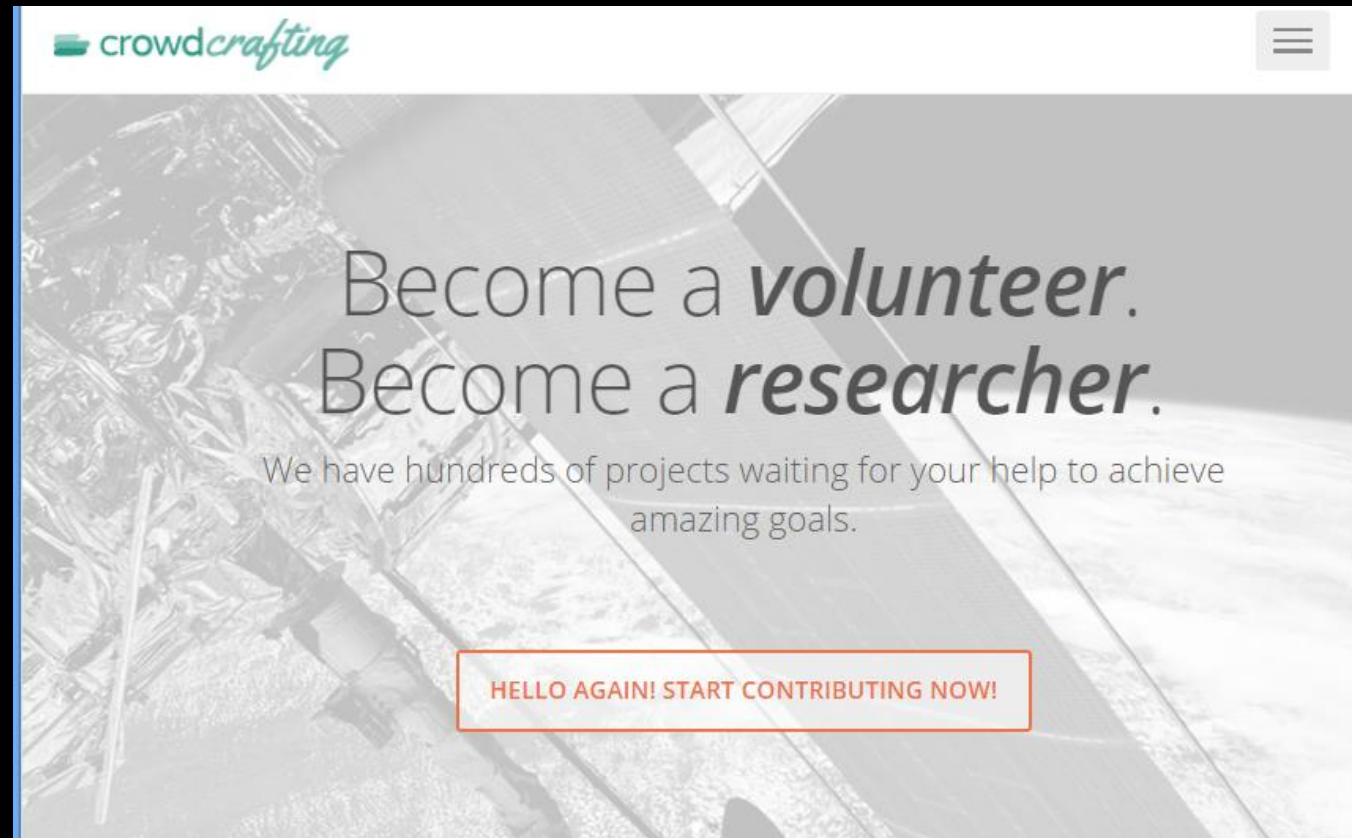 crowdcrafting
Become a volunteer.
Become a researcher.
We have hundreds of projects waiting for your help to achieve
amazing goals.
HELLO AGAIN! START CONTRIBUTING NOW!